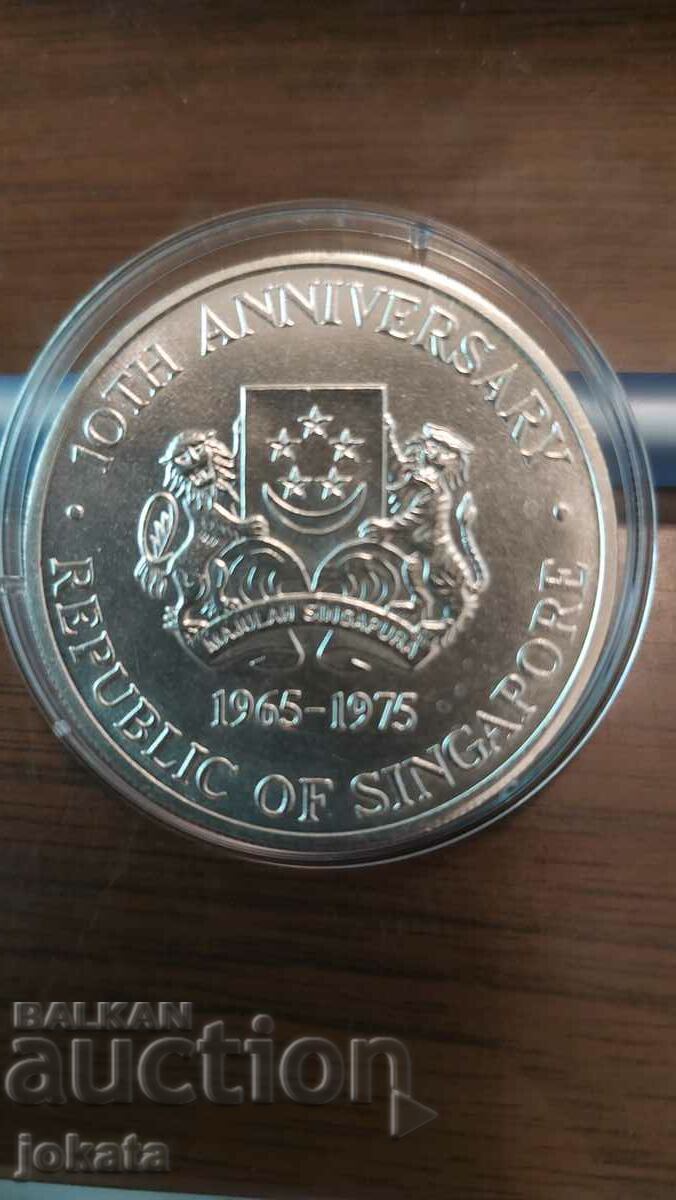 · 10TH ANNIVERSARY ·
MAJULAH SINGAPURA
1965-1975
REPUBLIC OF SINGAPORE
BALKAN
auction
jokata